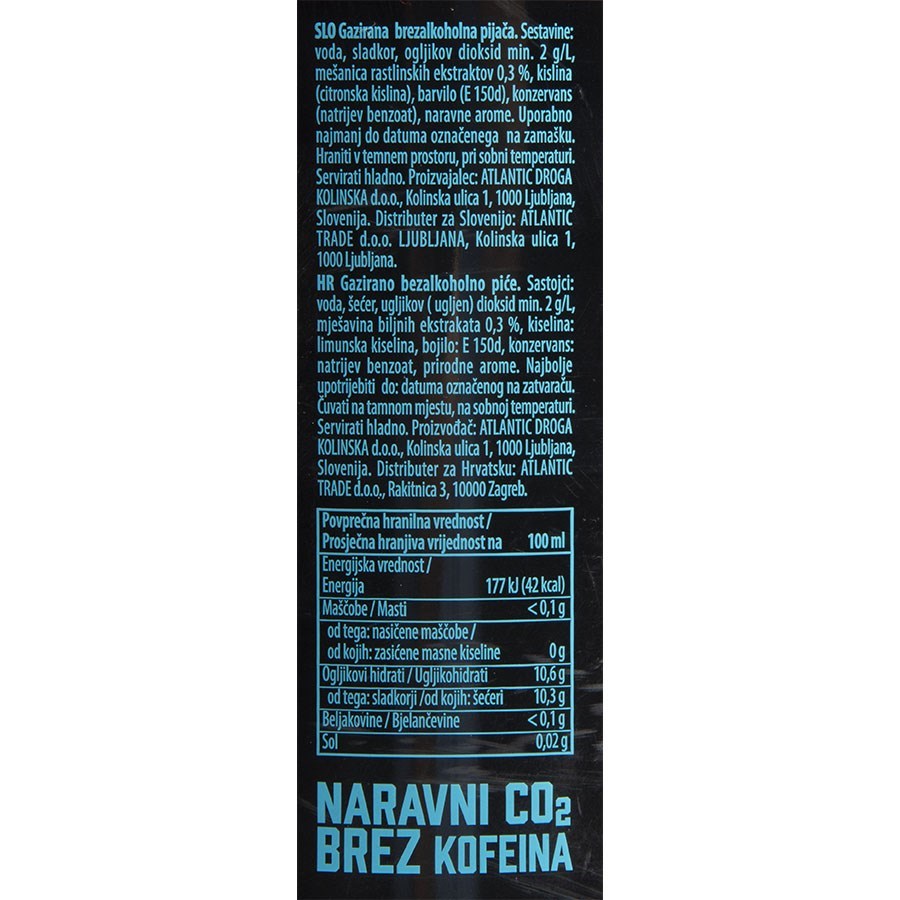 SLO Gazirana brezalkoholna pijača. Sestavine:
voda, sladkor, ogljikov dioksid min. 2 g/L,
mešanica rastlinskih ekstraktov 0,3 %, kislina
(citronska kislina), barvilo (E 150d), konzervans
(natrijev benzoat), naravne arome. Uporabno
najmanj do datuma označenega na zamašku.
Hraniti v temnem prostoru, pri sobni temperaturi.
Servirati hladno. Proizvajalec: ATLANTIC DROGA
KOLINSKA d.o.o., Kolinska ulica 1, 1000 Ljubljana,
Slovenija. Distributer za Slovenijo: ATLANTIC
TRADE d.o.o. LJUBLJANA, Kolinska ulica 1,
1000 Ljubljana.
HR Gazirano bezalkoholno piće. Sastojci:
voda, šećer, ugljikov ( ugljen) dioksid min. 2 g/L,
mješavina biljnih ekstrakata 0,3 %, kiselina:
limunska kiselina, bojilo: E 150d, konzervans:
natrijev benzoat, prirodne arome. Najbolje
upotrijebiti do: datuma označenog na zatvaraču.
Čuvati na tamnom mjestu, na sobnoj temperaturi.
Servirati hladno. Proizvođač: ATLANTIC DROGA
KOLINSKA d.o.o., Kolinska ulica 1, 1000 Ljubljana,
Slovenija. Distributer za Hrvatsku: ATLANTIC
TRADE d.o.o., Rakitnica 3, 10000 Zagreb.
Povprečna hranilna vrednost /
Prosječna hranjiva vrijednost na 100 ml
Energijska vrednost /
Energija 177 kJ (42 kcal)
Maščobe / Masti < 0,1 g
od tega: nasičene maščobe /
od kojih: zasićene masne kiseline 0 g
Ogljikovi hidrati / Ugljikohidrati 10,6 g
od tega: sladkorji /od kojih: šećeri 10,3 g
Beljakovine / Bjelančevine < 0,1 g
Sol 0,02 g
NARAVNI CO2
BREZ KOFEINA